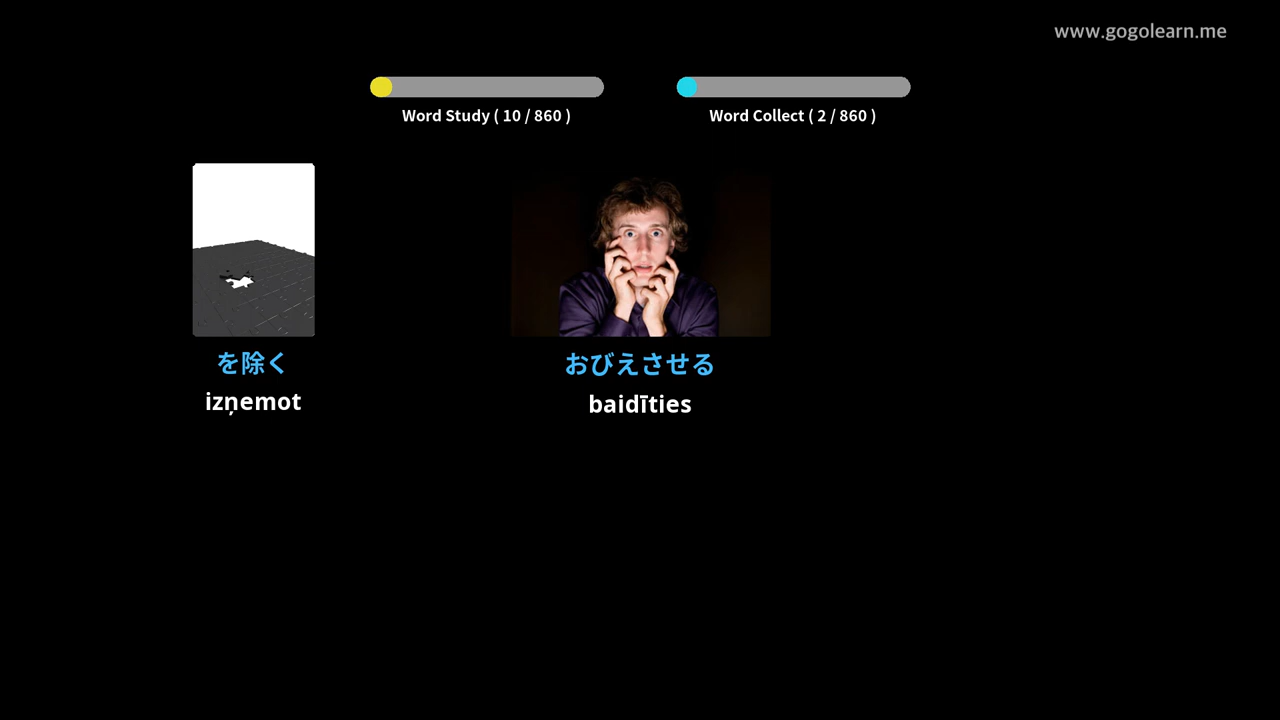 www.gogolearn.me
Word Study ( 10 / 860 )
Word Collect ( 2 / 860 )
を除く
izņemot
おびえさせる
baidīties